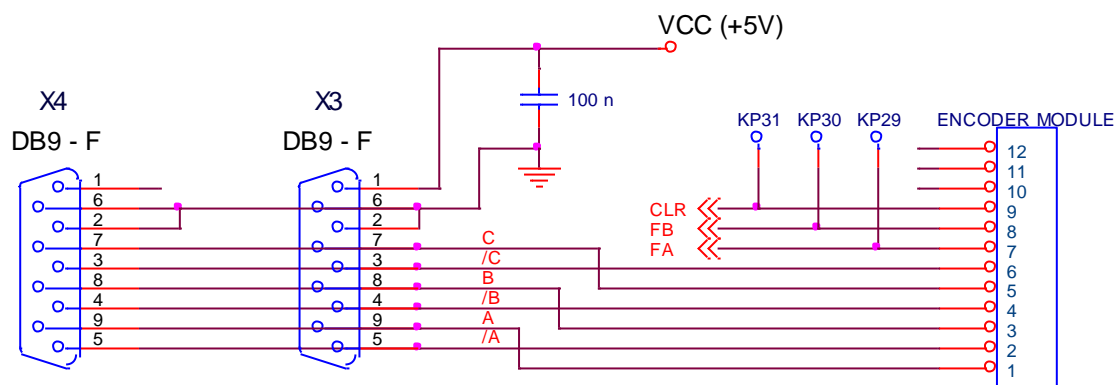 VCC (+5V)
X4
X3
100 n
DB9 - F
DB9 - F
KP31
KP30
KP29
ENCODER MODULE
1
6
2
7
3
8
4
9
5
1
6
2
7
3
8
4
9
5
C
/C
B
/B
A
/A
CLR
FB
FA
12
11
10
9
8
7
6
5
4
3
2
1